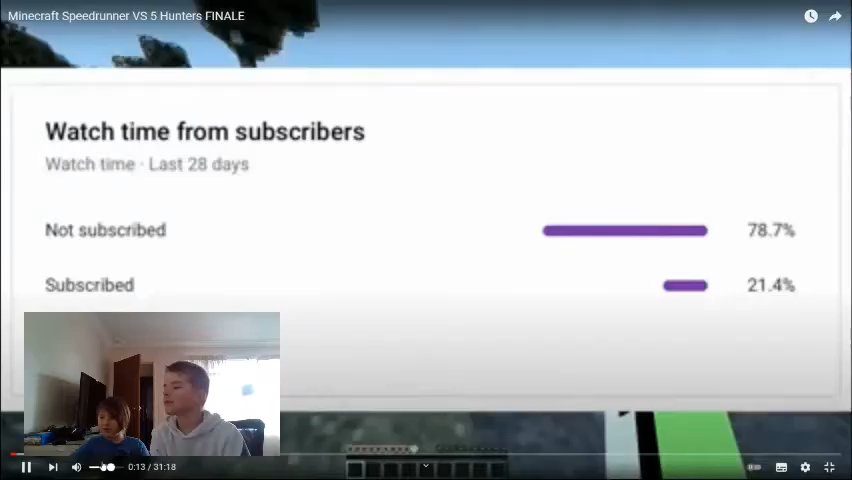 Minecraft Speedrunner VS 5 Hunters FINALE
Watch time from subscribers
Watch time · Last 28 days
Not subscribed 78.7%
Subscribed 21.4%
0:13 / 31:18